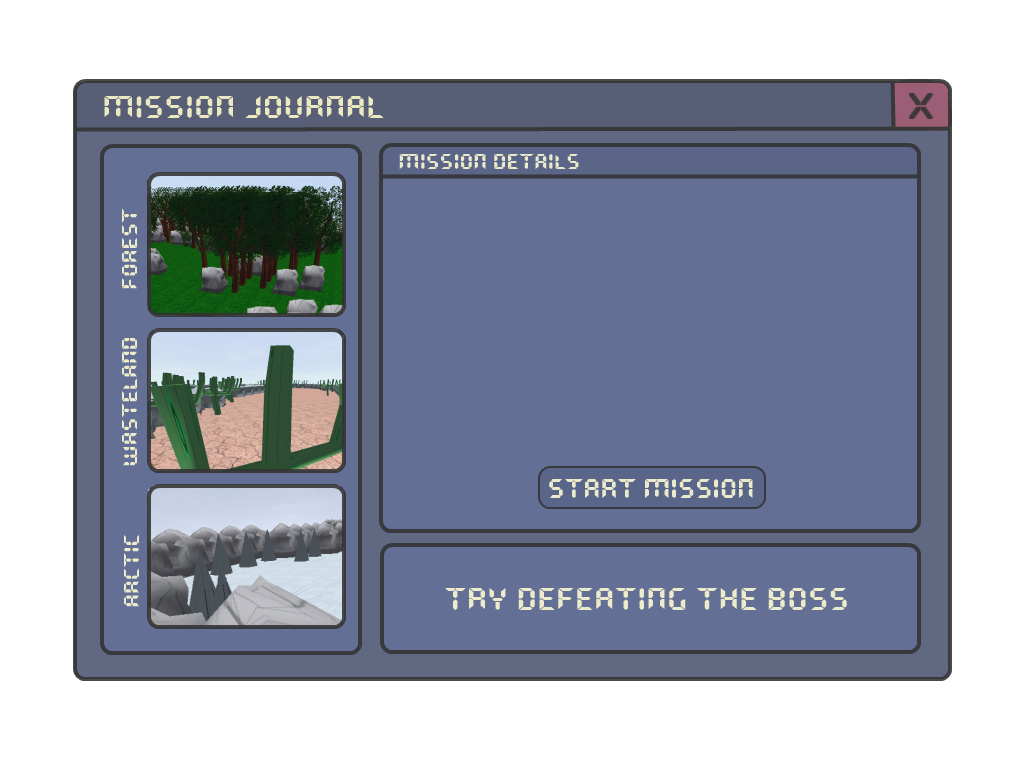 MISSION JOURNAL
X
FOREST
WASTELAND
ARCTIC
MISSION DETAILS
START MISSION
TRY DEFEATING THE BOSS